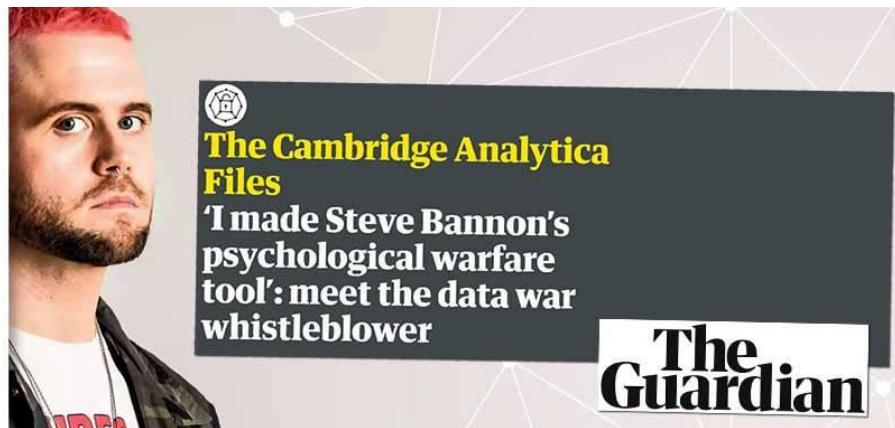 The Cambridge Analytica
Files
‘I made Steve Bannon’s
psychological warfare
tool’: meet the data war
whistleblower
The
Guardian